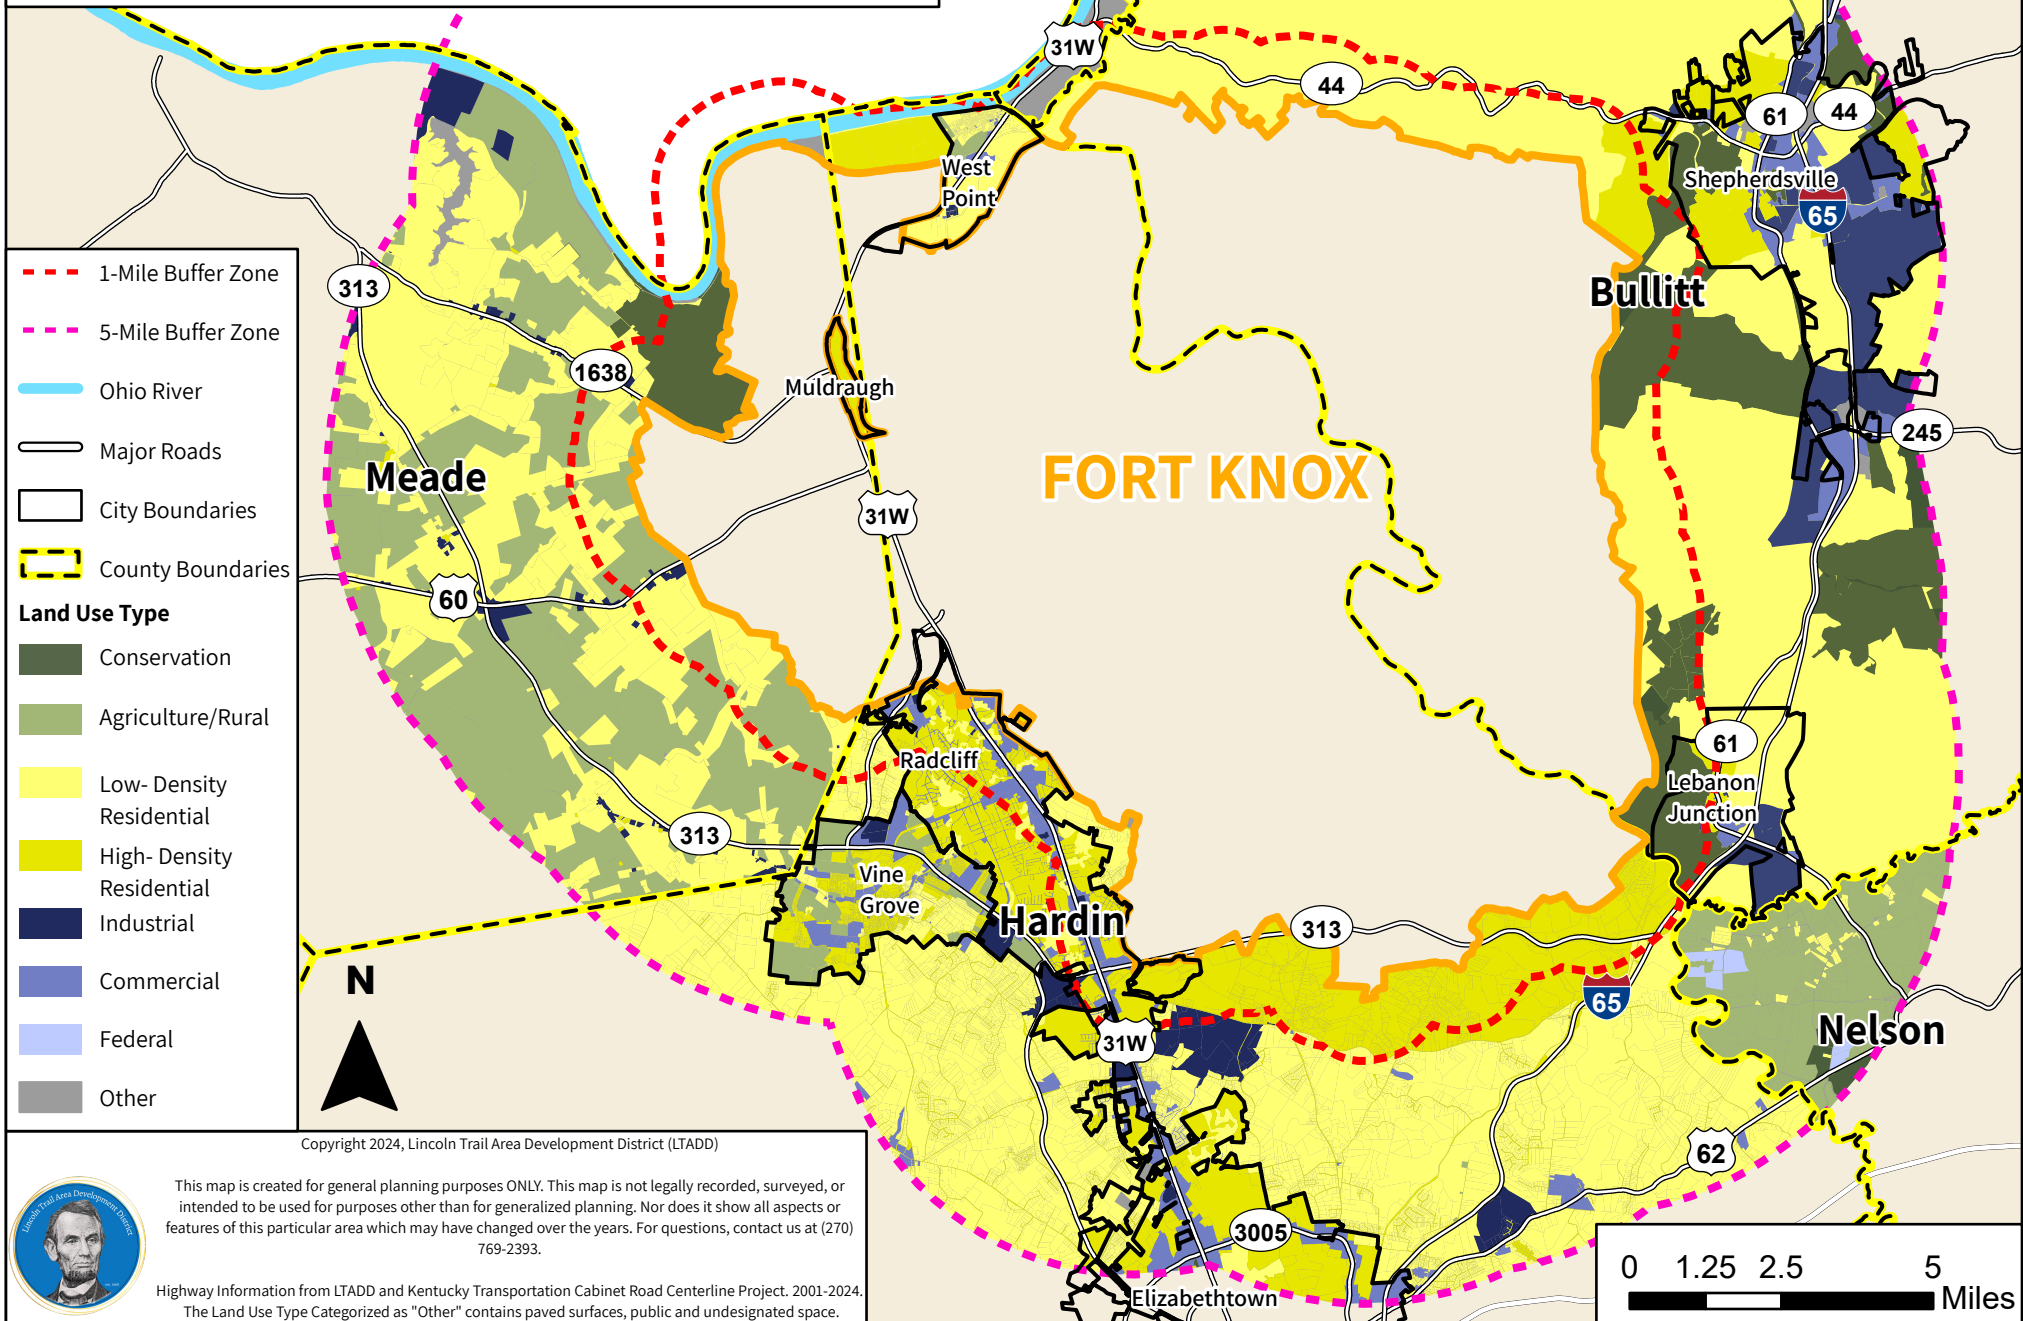 31W
44
61
44
West
Point
Shepherdsville
65
1-Mile Buffer Zone
313
Bullitt
5-Mile Buffer Zone
1638
Muldraugh
Ohio River
245
Major Roads
Meade
FORT KNOX
City Boundaries
31W
County Boundaries
60
Land Use Type
Conservation
Agriculture/Rural
61
Radcliff
Low- Density
Residential
Lebanon
Junction
313
High- Density
Residential
Vine
Grove
Industrial
Hardin
313
N
Commercial
65
Federal
31W
Nelson
Other
Copyright 2024, Lincoln Trail Area Development District (LTADD)
62
Lincoln Trail Area Development District
This map is created for general planning purposes ONLY. This map is not legally recorded, surveyed, or
intended to be used for purposes other than for generalized planning. Nor does it show all aspects or
features of this particular area which may have changed over the years. For questions, contact us at (270)
769-2393.
3005
Highway Information from LTADD and Kentucky Transportation Cabinet Road Centerline Project. 2001-2024.
The Land Use Type Categorized as "Other" contains paved surfaces, public and undesignated space.
Elizabethtown
0 1.25 2.5 5
Miles